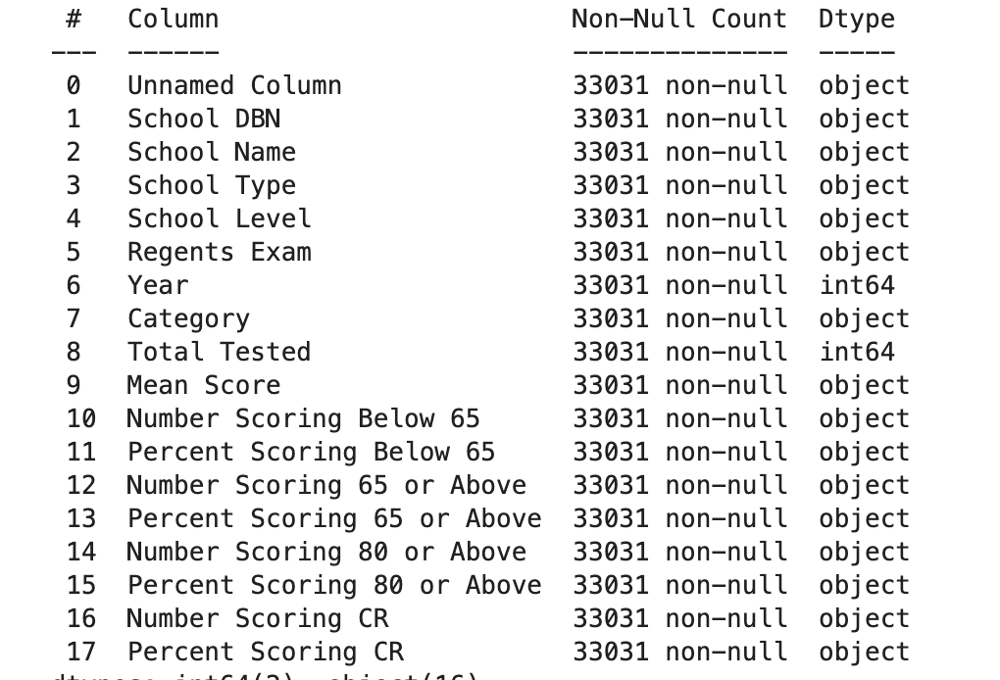 # Column Non-Null Count Dtype
--- ------ -------------- -----
0 Unnamed Column 33031 non-null object
1 School DBN 33031 non-null object
2 School Name 33031 non-null object
3 School Type 33031 non-null object
4 School Level 33031 non-null object
5 Regents Exam 33031 non-null object
6 Year 33031 non-null int64
7 Category 33031 non-null object
8 Total Tested 33031 non-null int64
9 Mean Score 33031 non-null object
10 Number Scoring Below 65 33031 non-null object
11 Percent Scoring Below 65 33031 non-null object
12 Number Scoring 65 or Above 33031 non-null object
13 Percent Scoring 65 or Above 33031 non-null object
14 Number Scoring 80 or Above 33031 non-null object
15 Percent Scoring 80 or Above 33031 non-null object
16 Number Scoring CR 33031 non-null object
17 Percent Scoring CR 33031 non-null object
dtypes: int64(2), object(16)